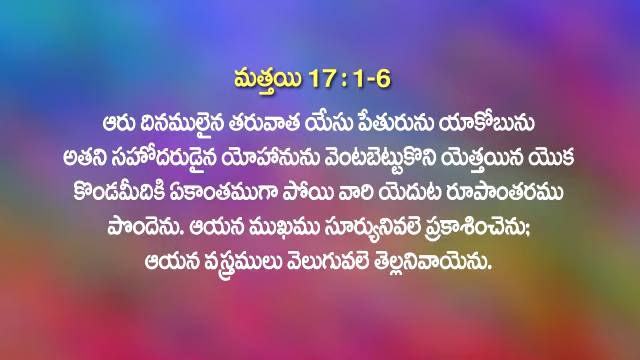 మత్తయి 17 : 1-6
ఆరు దినములైన తరువాత యేసు పేతురును యాకోబును
అతని సహోదరుడైన యోహానును వెంటబెట్టుకొని యెత్తయిన యొక
కొండమీదికి ఏకాంతముగా పోయి వారి యెదుట రూపాంతరము
పొందెను. ఆయన ముఖము సూర్యునివలె ప్రకాశించెను;
ఆయన వస్త్రములు వెలుగువలె తెల్లనివాయెను.